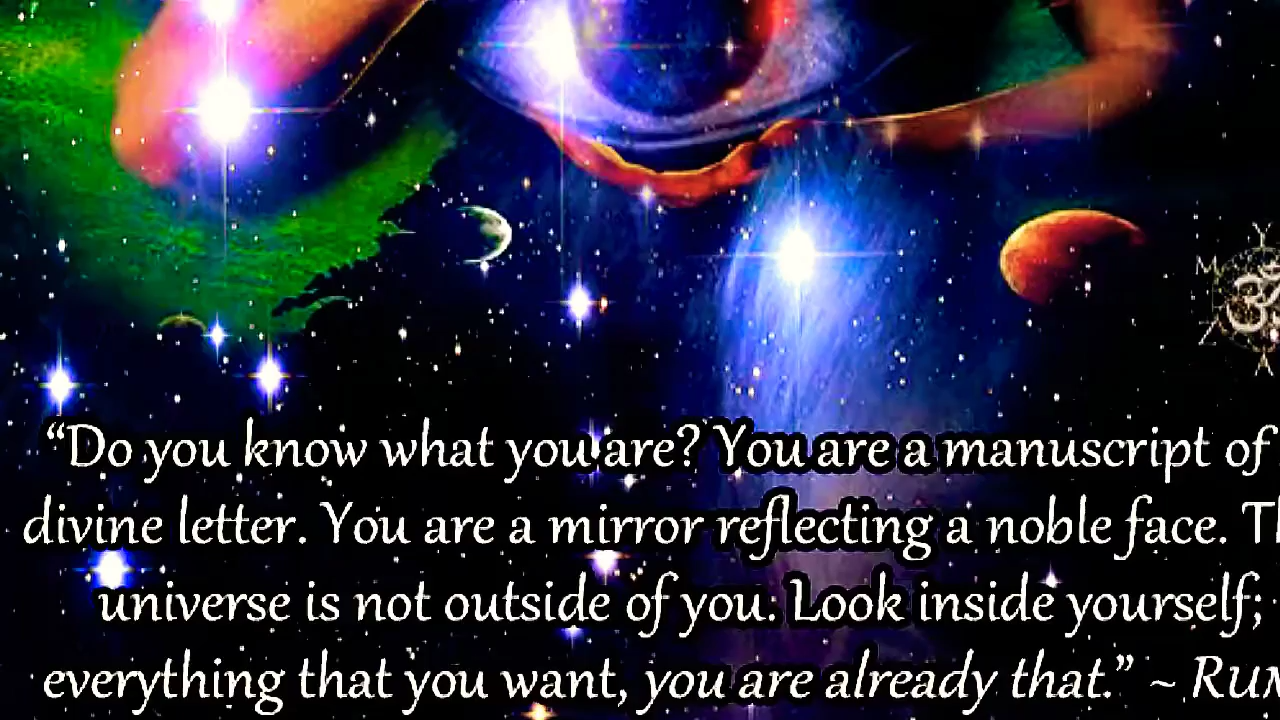 “Do you know what you are? You are a manuscript of
divine letter. You are a mirror reflecting a noble face.
universe is not outside of you. Look inside yourself;
everything that you want, you are already that.” ~
Y
M
ॐ
Z
A